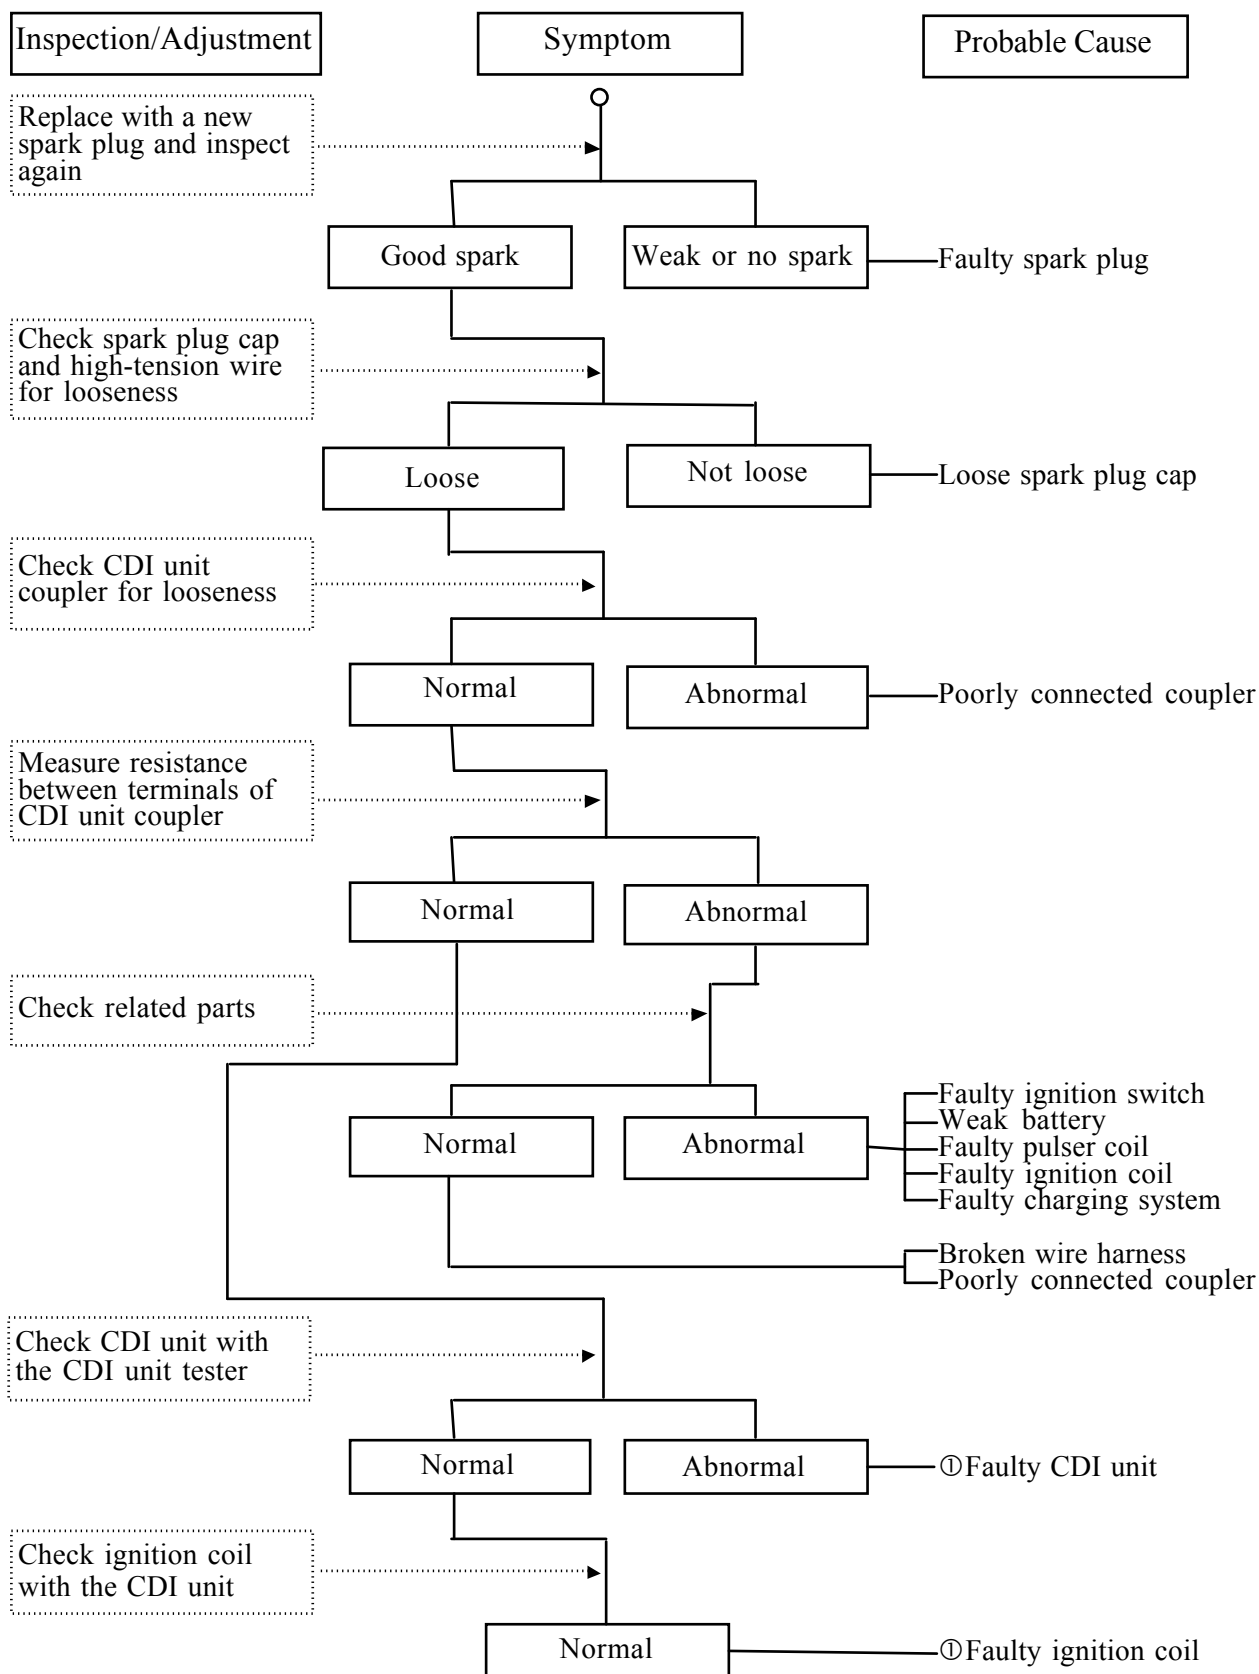 Inspection/Adjustment
Symptom
Probable Cause
Replace with a new
spark plug and inspect
again
Good spark
Weak or no spark
Faulty spark plug
Check spark plug cap
and high-tension wire
for looseness
Loose
Not loose
Loose spark plug cap
Check CDI unit
coupler for looseness
Normal
Abnormal
Poorly connected coupler
Measure resistance
between terminals of
CDI unit coupler
Normal
Abnormal
Check related parts
Normal
Abnormal
Faulty ignition switch
Weak battery
Faulty pulser coil
Faulty ignition coil
Faulty charging system
Broken wire harness
Poorly connected coupler
Check CDI unit with
the CDI unit tester
Normal
Abnormal
①Faulty CDI unit
Check ignition coil
with the CDI unit
Normal
①Faulty ignition coil